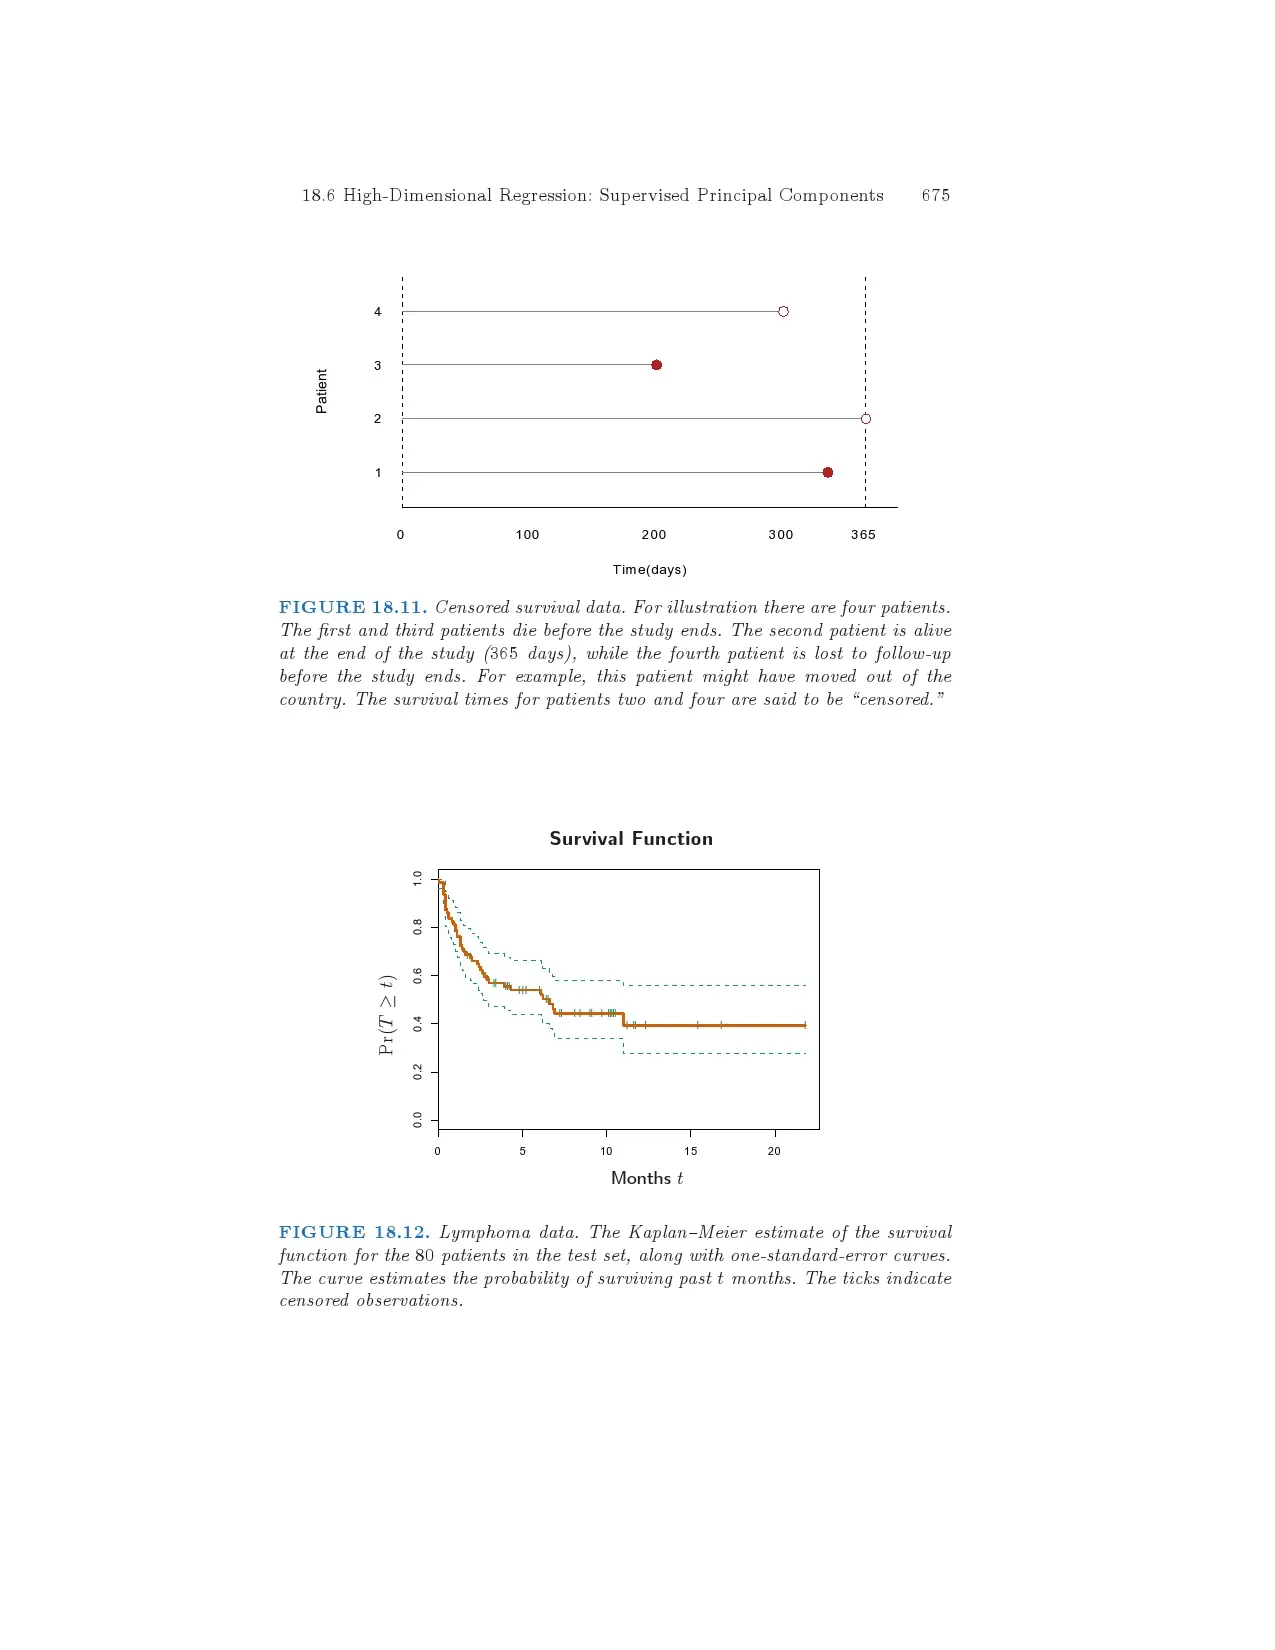 18.6 High-Dimensional Regression: Supervised Principal Components 675
4
3
2
1
Patient
0 100 200 300 365
Time(days)
FIGURE 18.11. Censored survival data. For illustration there are four patients.
The first and third patients die before the study ends. The second patient is alive
at the end of the study (365 days), while the fourth patient is lost to follow-up
before the study ends. For example, this patient might have moved out of the
country. The survival times for patients two and four are said to be “censored.”
Survival Function
1.0
0.8
0.6
0.4
0.2
0.0
Pr(T ≥ t)
0 5 10 15 20
Months t
FIGURE 18.12. Lymphoma data. The Kaplan–Meier estimate of the survival
function for the 80 patients in the test set, along with one-standard-error curves.
The curve estimates the probability of surviving past t months. The ticks indicate
censored observations.